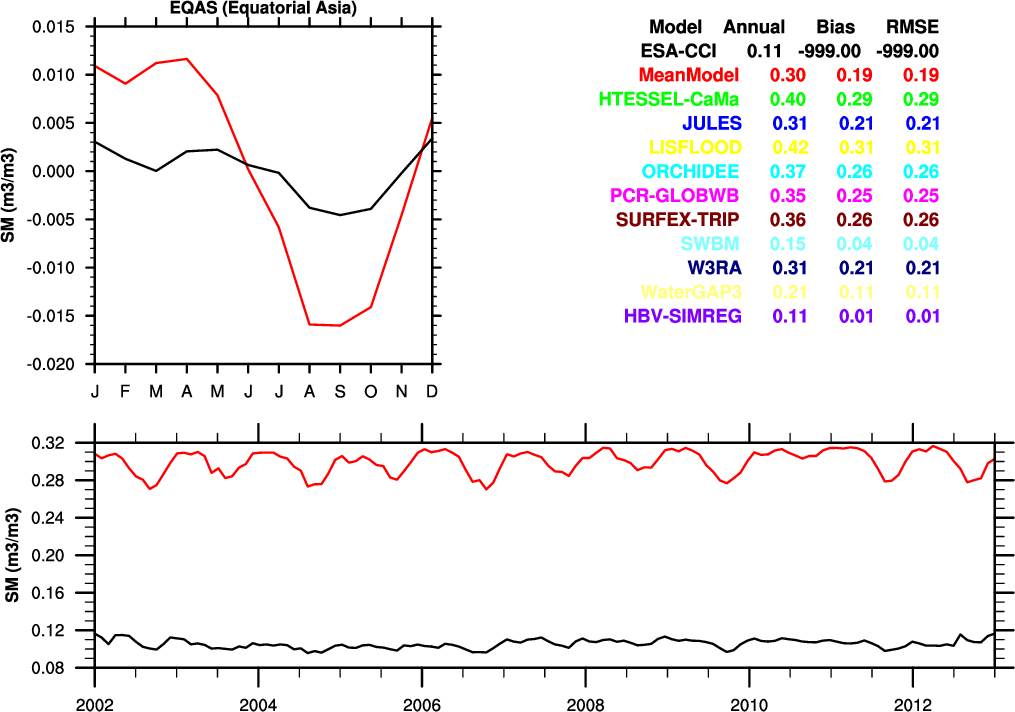 EQAS (Equatorial Asia)
0.015
0.010
0.005
0.000
-0.005
-0.010
-0.015
-0.020
SM (m3/m3)
J F M A M J J A S O N D
Model Annual Bias RMSE
ESA-CCI 0.11 -999.00 -999.00
MeanModel 0.30 0.19 0.19
HTESSEL-CaMa 0.40 0.29 0.29
JULES 0.31 0.21 0.21
LISFLOOD 0.42 0.31 0.31
ORCHIDEE 0.37 0.26 0.26
PCR-GLOBWB 0.35 0.25 0.25
SURFEX-TRIP 0.36 0.26 0.26
SWBM 0.15 0.04 0.04
W3RA 0.31 0.21 0.21
WaterGAP3 0.21 0.11 0.11
HBV-SIMREG 0.11 0.01 0.01
0.32
0.28
0.24
0.20
0.16
0.12
0.08
SM (m3/m3)
2002 2004 2006 2008 2010 2012